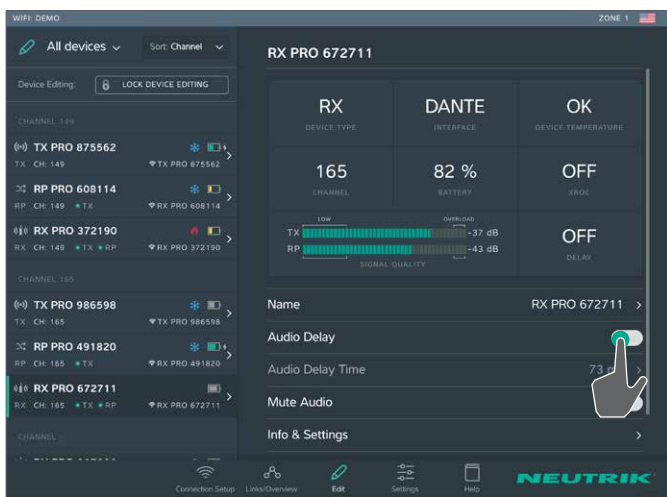 WIFI: DEMO
ZONE 1
All devices
Sort: Channel
Device Editing:
LOCK DEVICE EDITING
CHANNEL 149
TX PRO 875562
TX CH: 149
TX PRO 875562
RP PRO 608114
RP CH: 149 TX
RX PRO 608114
RX PRO 372190
RX CH: 149 TX RP
RX PRO 372190
CHANNEL 165
TX PRO 986598
TX CH: 165
TX PRO 986598
RP PRO 491820
RP CH: 165 TX
RX PRO 491820
RX PRO 672711
RX CH: 165 TX RP
RX PRO 672711
CHANNEL
RX PRO 672711
RX
DEVICE TYPE
DANTE
INTERFACE
OK
DEVICE TEMPERATURE
165
CHANNEL
82 %
BATTERY
OFF
XROC
LOW
OVERLOAD
TX -37 dB
RP -43 dB
SIGNAL QUALITY
OFF
DELAY
Name
RX PRO 672711
Audio Delay
Audio Delay Time
73
Mute Audio
Info & Settings
Connection Setup
Links/Overview
Edit
Settings
Help
NEUTRIK